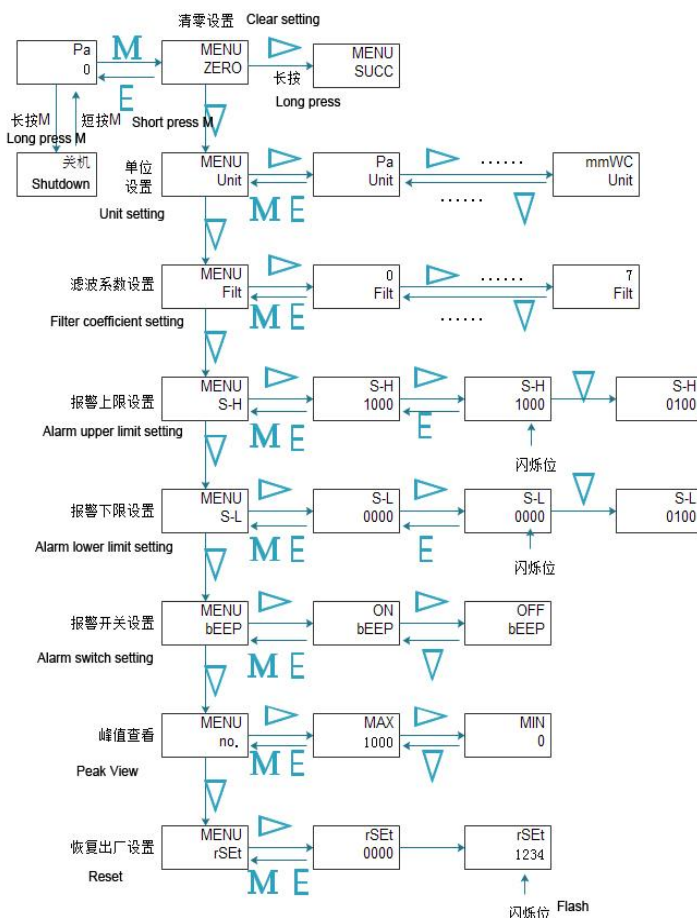 清零设置 Clear setting
Pa
0
M
E
MENU
ZERO
长按
Long press
MENU
SUCC
长按M
Long press M
短按M
Short press M
关机
Shutdown
单位
设置
Unit setting
MENU
Unit
M E
Pa
Unit
......
......
mmWC
Unit
滤波系数设置
Filter coefficient setting
MENU
Filt
M E
0
Filt
......
......
7
Filt
报警上限设置
Alarm upper limit setting
MENU
S-H
M E
S-H
1000
E
S-H
1000
闪烁位
S-H
0100
报警下限设置
Alarm lower limit setting
MENU
S-L
M E
S-L
0000
E
S-L
0000
闪烁位
S-L
0100
报警开关设置
Alarm switch setting
MENU
bEEP
M E
ON
bEEP
OFF
bEEP
峰值查看
Peak View
MENU
no.
M E
MAX
1000
MIN
0
恢复出厂设置
Reset
MENU
rSEt
M E
rSEt
0000
rSEt
1234
闪烁位 Flash